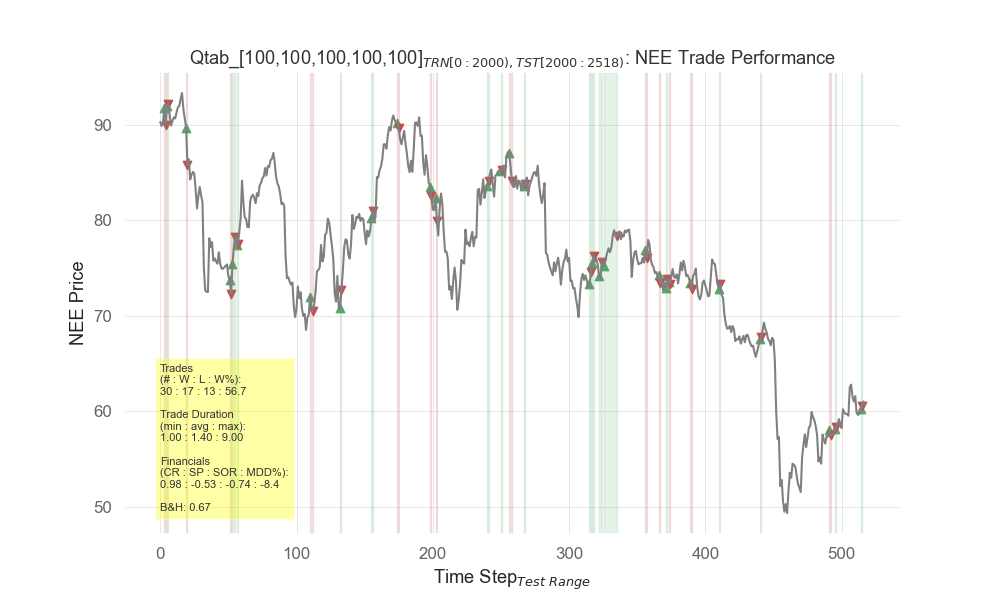 Qtab_[100,100,100,100,100]TRN[0 : 2000), TST[2000 : 2518): NEE Trade Performance
NEE Price
90
80
70
60
50
Trades
(# : W : L : W%):
30 : 17 : 13 : 56.7
Trade Duration
(min : avg : max):
1.00 : 1.40 : 9.00
Financials
(CR : SP : SOR : MDD%):
0.98 : -0.53 : -0.74 : -8.4
B&H: 0.67
0 100 200 300 400 500
Time StepTest Range